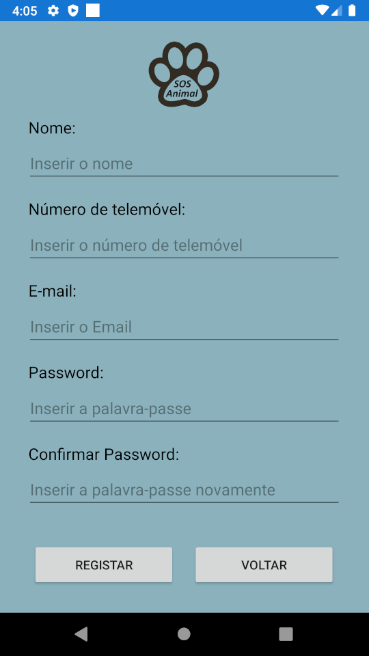 4:05
SOS
Animal
Nome:
Inserir o nome
Número de telemóvel:
Inserir o número de telemóvel
E-mail:
Inserir o Email
Password:
Inserir a palavra-passe
Confirmar Password:
Inserir a palavra-passe novamente
REGISTAR VOLTAR